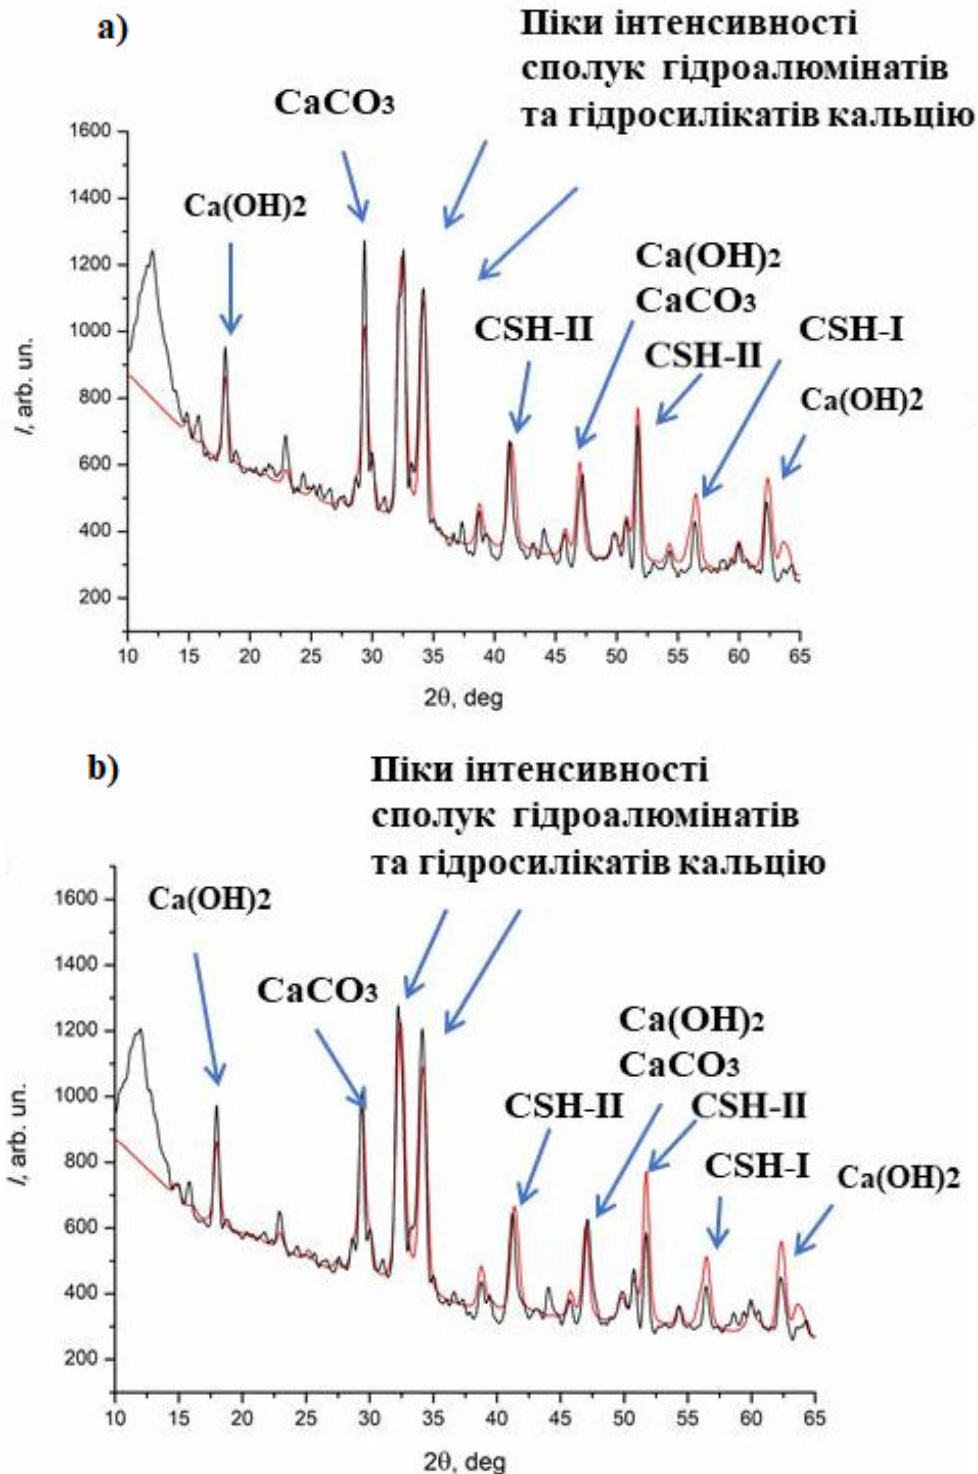 a)
Піки інтенсивності
сполук гідроалюмінатів
та гідросилікатів кальцію
CaCO3
Ca(OH)2
Ca(OH)2
CaCO3
CSH-II
CSH-II
CSH-I
Ca(OH)2
1600
1400
1200
1000
800
600
400
200
I, arb. un.
10 15 20 25 30 35 40 45 50 55 60 65
2θ, deg
b)
Піки інтенсивності
сполук гідроалюмінатів
та гідросилікатів кальцію
Ca(OH)2
CaCO3
Ca(OH)2
CaCO3
CSH-II
CSH-II
CSH-I
Ca(OH)2
1600
1400
1200
1000
800
600
400
200
I, arb. un.
10 15 20 25 30 35 40 45 50 55 60 65
2θ, deg